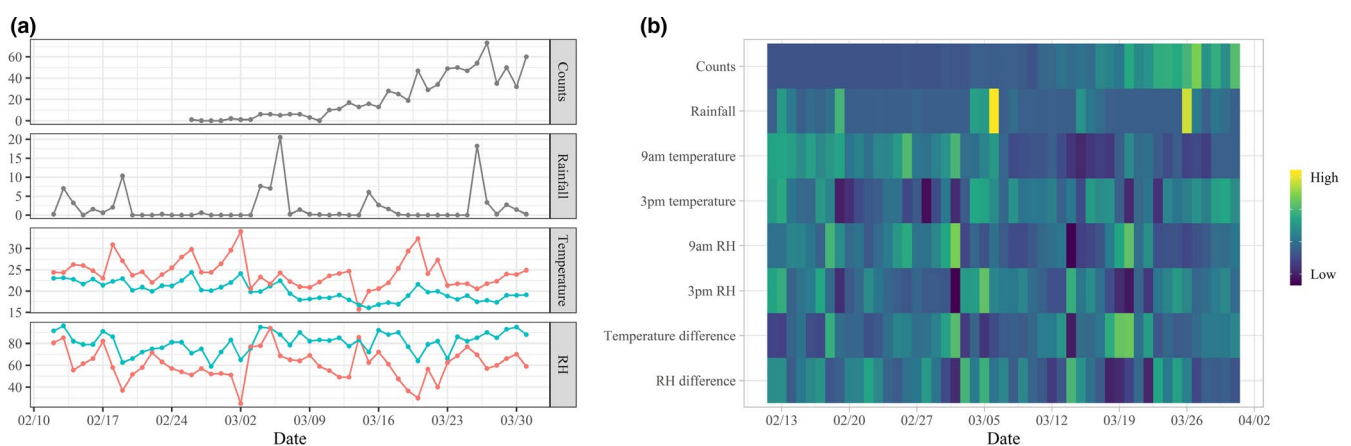 (a)
60
40
20
0
Counts
20
15
10
5
0
Rainfall
30
25
20
15
Temperature
80
60
40
RH
02/10 02/17 02/24 03/02 03/09 03/16 03/23 03/30
Date
(b)
Counts
Rainfall
9am temperature
3pm temperature
9am RH
3pm RH
Temperature difference
RH difference
02/13 02/20 02/27 03/05 03/12 03/19 03/26 04/02
Date
High
Low